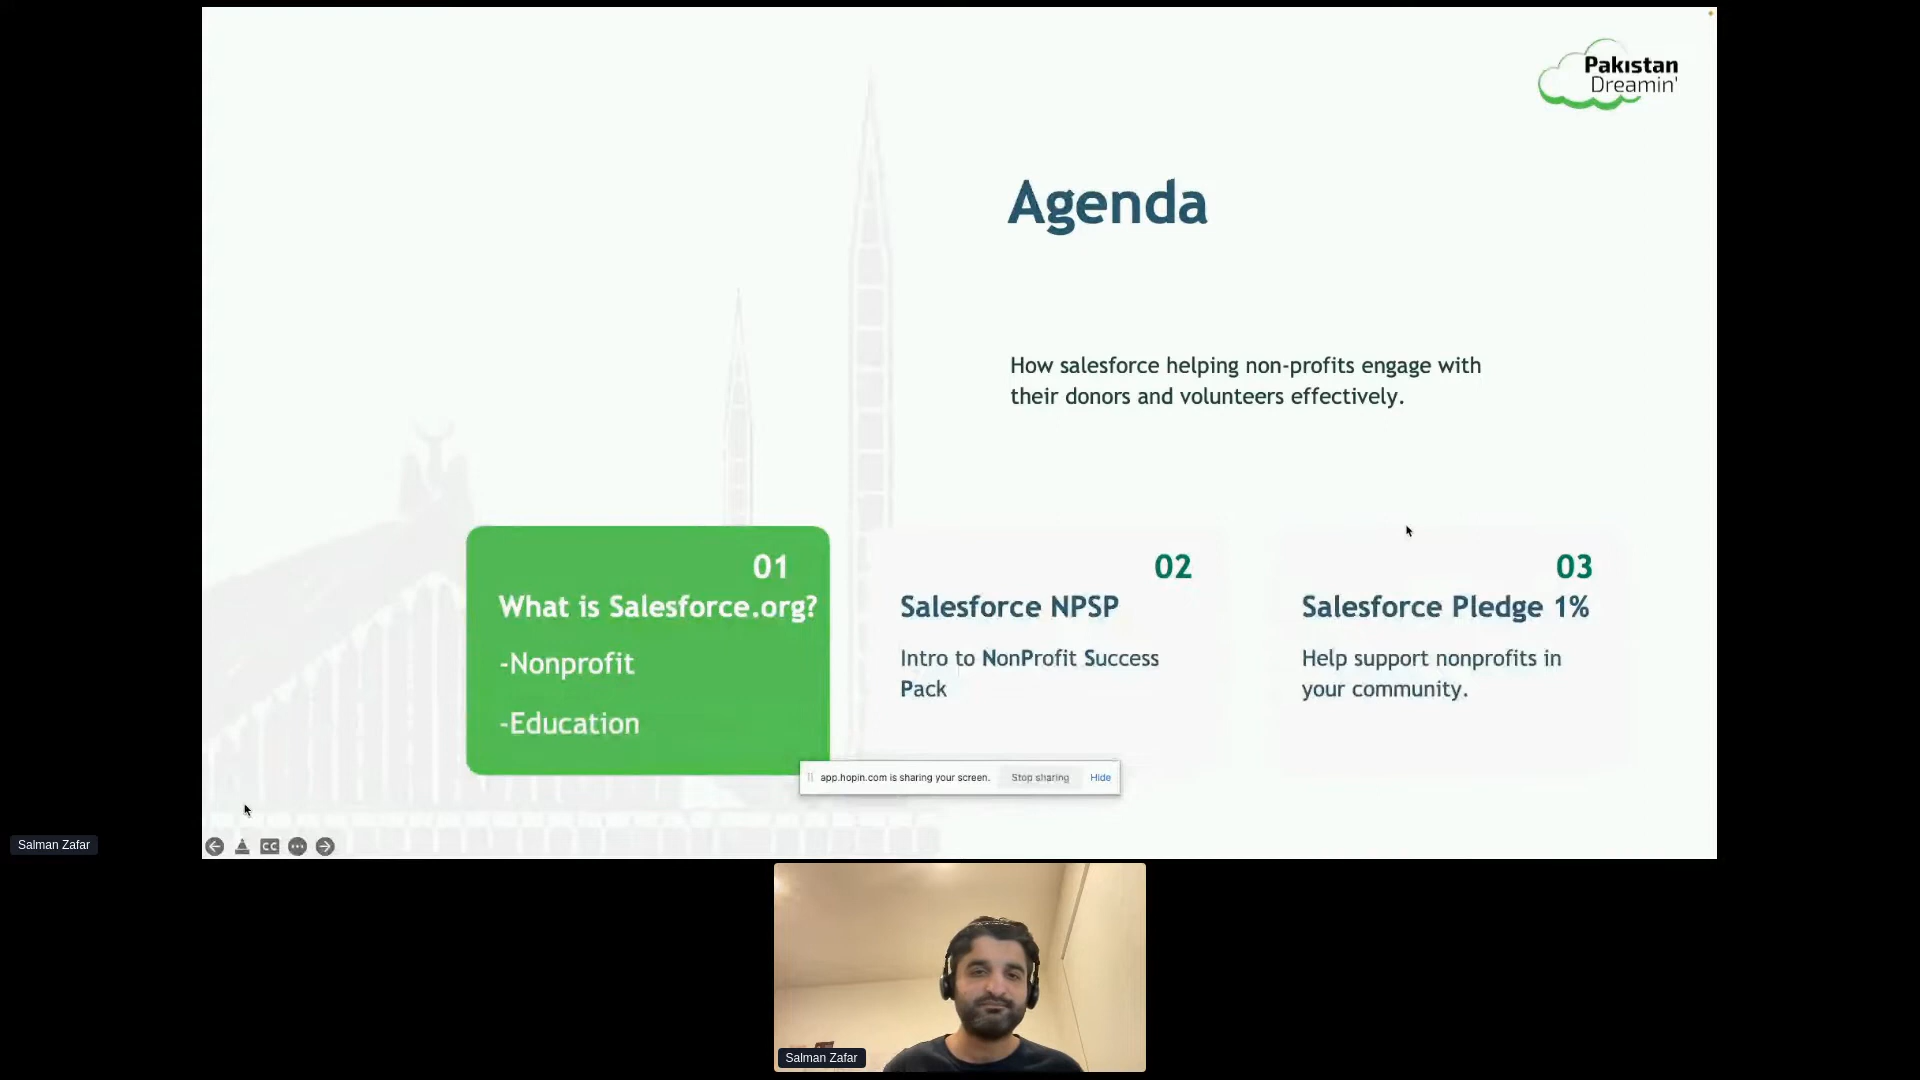 Pakistan
Dreamin'
Agenda
How salesforce helping non-profits engage with
their donors and volunteers effectively.
01
What is Salesforce.org?
-Nonprofit
-Education
02
Salesforce NPSP
Intro to NonProfit Success
Pack
03
Salesforce Pledge 1%
Help support nonprofits in
your community.
app.hopin.com is sharing your screen.
Stop sharing
Hide
CC
Salman Zafar
Salman Zafar